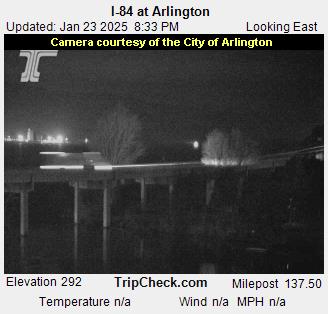 I-84 at Arlington
Updated: Jan 23 2025 8:33 PM Looking East
Camera courtesy of the City of Arlington
Elevation 292 TripCheck.com Milepost 137.50
Temperature n/a Wind n/a MPH n/a